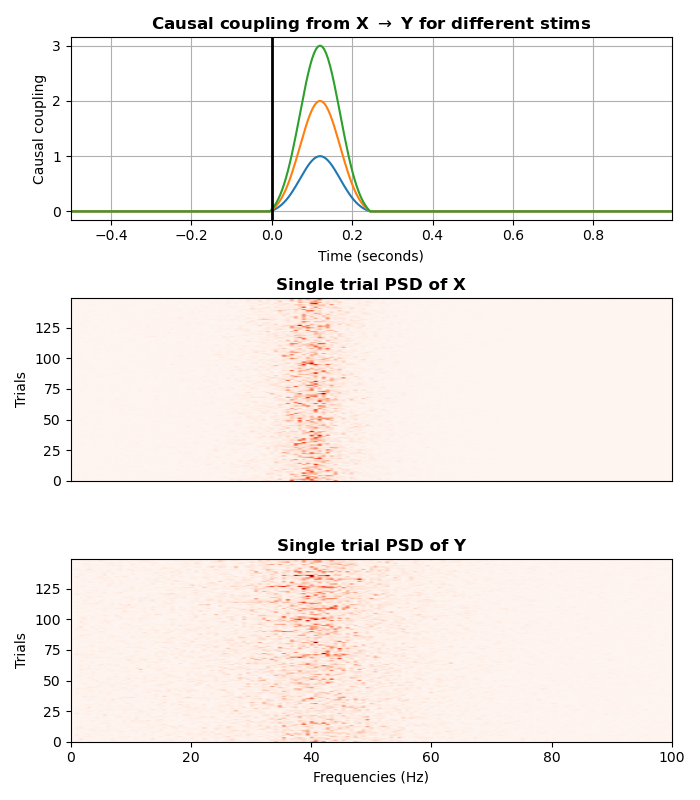 Causal coupling from X → Y for different stims
3
2
1
0
Causal coupling
−0.4 −0.2 0.0 0.2 0.4 0.6 0.8
Time (seconds)
Single trial PSD of X
125
100
75
50
25
0
Trials
Single trial PSD of Y
125
100
75
50
25
0
Trials
0 20 40 60 80 100
Frequencies (Hz)